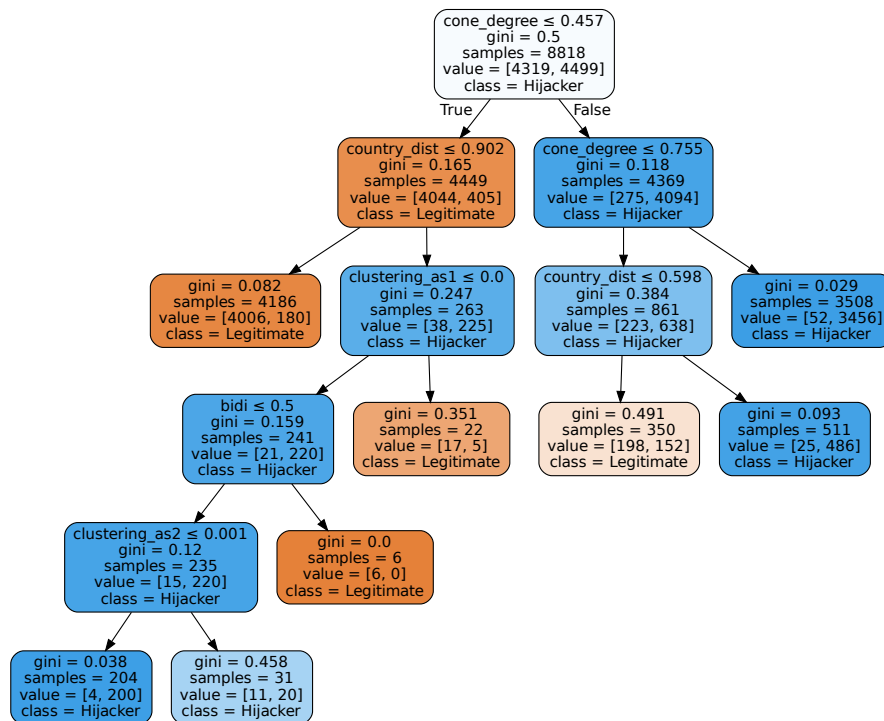 cone_degree ≤ 0.457
gini = 0.5
samples = 8818
value = [4319, 4499]
class = Hijacker
True
False
country_dist ≤ 0.902
gini = 0.165
samples = 4449
value = [4044, 405]
class = Legitimate
cone_degree ≤ 0.755
gini = 0.118
samples = 4369
value = [275, 4094]
class = Hijacker
gini = 0.082
samples = 4186
value = [4006, 180]
class = Legitimate
clustering_as1 ≤ 0.0
gini = 0.247
samples = 263
value = [38, 225]
class = Hijacker
country_dist ≤ 0.598
gini = 0.384
samples = 861
value = [223, 638]
class = Hijacker
gini = 0.029
samples = 3508
value = [52, 3456]
class = Hijacker
bidi ≤ 0.5
gini = 0.159
samples = 241
value = [21, 220]
class = Hijacker
gini = 0.351
samples = 22
value = [17, 5]
class = Legitimate
gini = 0.491
samples = 350
value = [198, 152]
class = Legitimate
gini = 0.093
samples = 511
value = [25, 486]
class = Hijacker
clustering_as2 ≤ 0.001
gini = 0.12
samples = 235
value = [15, 220]
class = Hijacker
gini = 0.0
samples = 6
value = [6, 0]
class = Legitimate
gini = 0.038
samples = 204
value = [4, 200]
class = Hijacker
gini = 0.458
samples = 31
value = [11, 20]
class = Hijacker